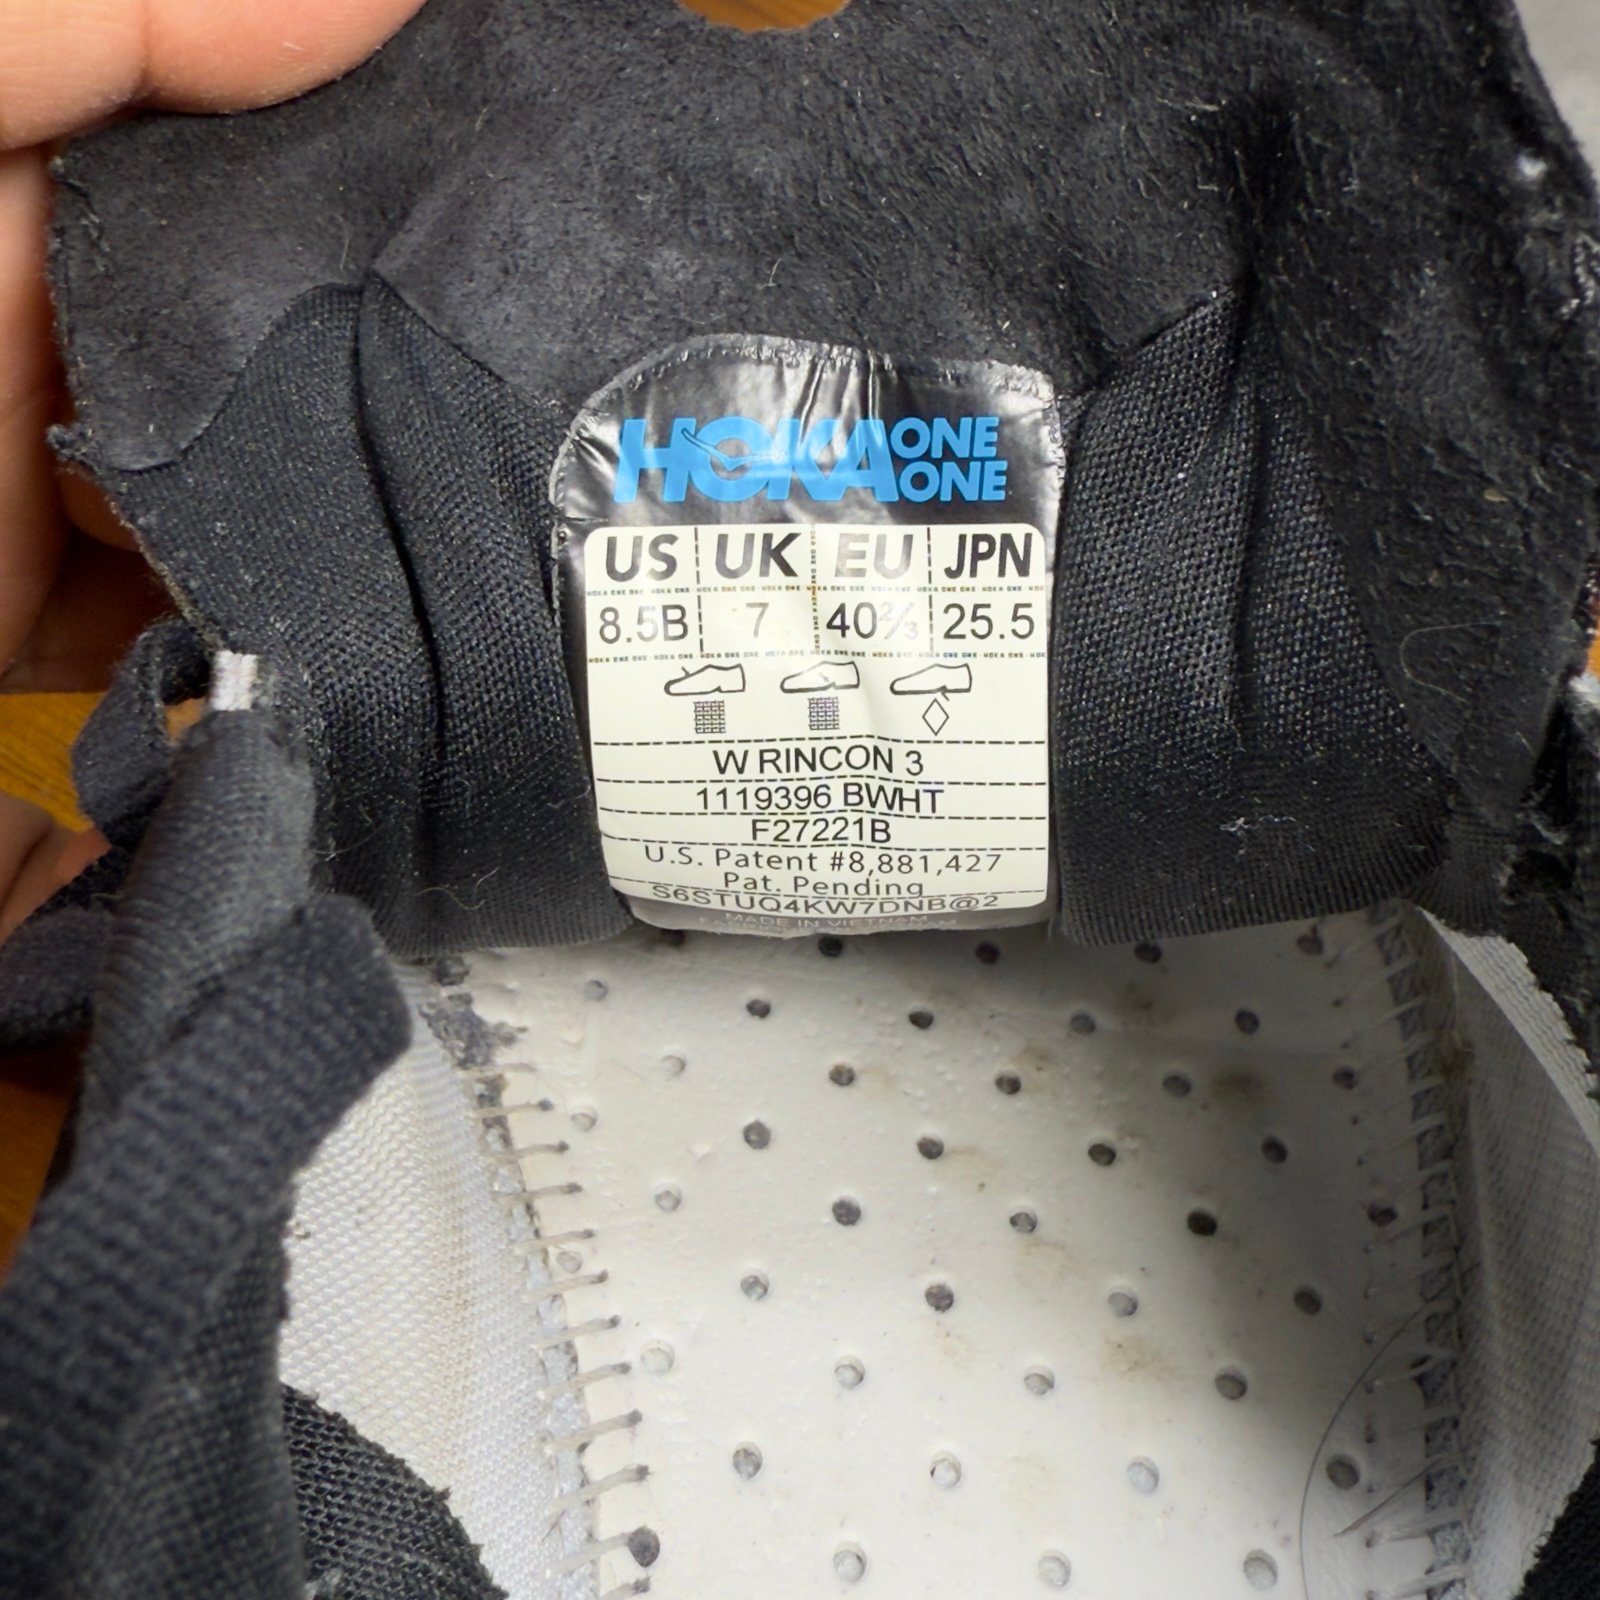 HOKA ONE ONE
US UK EU JPN
8.5B 7 40⅔ 25.5
W RINCON 3
1119396 BWHT
F27221B
U.S. Patent #8,881,427
Pat. Pending
S6STUQ4KW7DNB@2
MADE IN VIETNAM